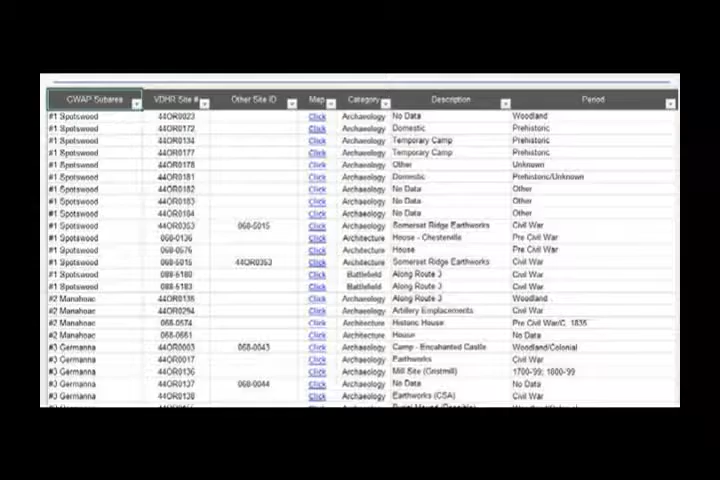 GWAP Subarea VDHR Site # Other Site ID Map Category Description Period
#1 Spotswood 44OR0023 Click Archaeology No Data Woodland
#1 Spotswood 44OR0172 Click Archaeology Domestic Prehistoric
#1 Spotswood 44OR0134 Click Archaeology Temporary Camp Prehistoric
#1 Spotswood 44OR0177 Click Archaeology Temporary Camp Prehistoric
#1 Spotswood 44OR0178 Click Archaeology Other Unknown
#1 Spotswood 44OR0181 Click Archaeology Domestic Prehistoric/Unknown
#1 Spotswood 44OR0182 Click Archaeology No Data Other
#1 Spotswood 44OR0183 Click Archaeology No Data Other
#1 Spotswood 44OR0184 Click Archaeology No Data Other
#1 Spotswood 44OR0353 068-5015 Click Archaeology Somerset Ridge Earthworks Civil War
#1 Spotswood 068-0136 Click Architecture House - Chesterville Pre Civil War
#1 Spotswood 068-0576 Click Architecture House Pre Civil War
#1 Spotswood 068-5015 44OR0353 Click Architecture Somerset Ridge Earthworks Civil War
#1 Spotswood 088-5180 Click Battlefield Along Route 3 Civil War
#1 Spotswood 088-5183 Click Battlefield Along Route 3 Civil War
#2 Manahoac 44OR0135 Click Archaeology Along Route 3 Woodland
#2 Manahoac 44OR0294 Click Archaeology Artillery Emplacements Civil War
#2 Manahoac 068-0574 Click Architecture Historic House Pre Civil War/C. 1835
#2 Manahoac 068-0661 Click Architecture House No Data
#3 Germanna 44OR0003 068-0043 Click Archaeology Camp - Enchanted Castle Woodland/Colonial
#3 Germanna 44OR0017 Click Archaeology Earthworks Civil War
#3 Germanna 44OR0136 Click Archaeology Mill Site (Gristmill) 1700-'99; 1800-'99
#3 Germanna 44OR0137 068-0044 Click Archaeology No Data No Data
#3 Germanna 44OR0138 Click Archaeology Earthworks (CSA) Civil War